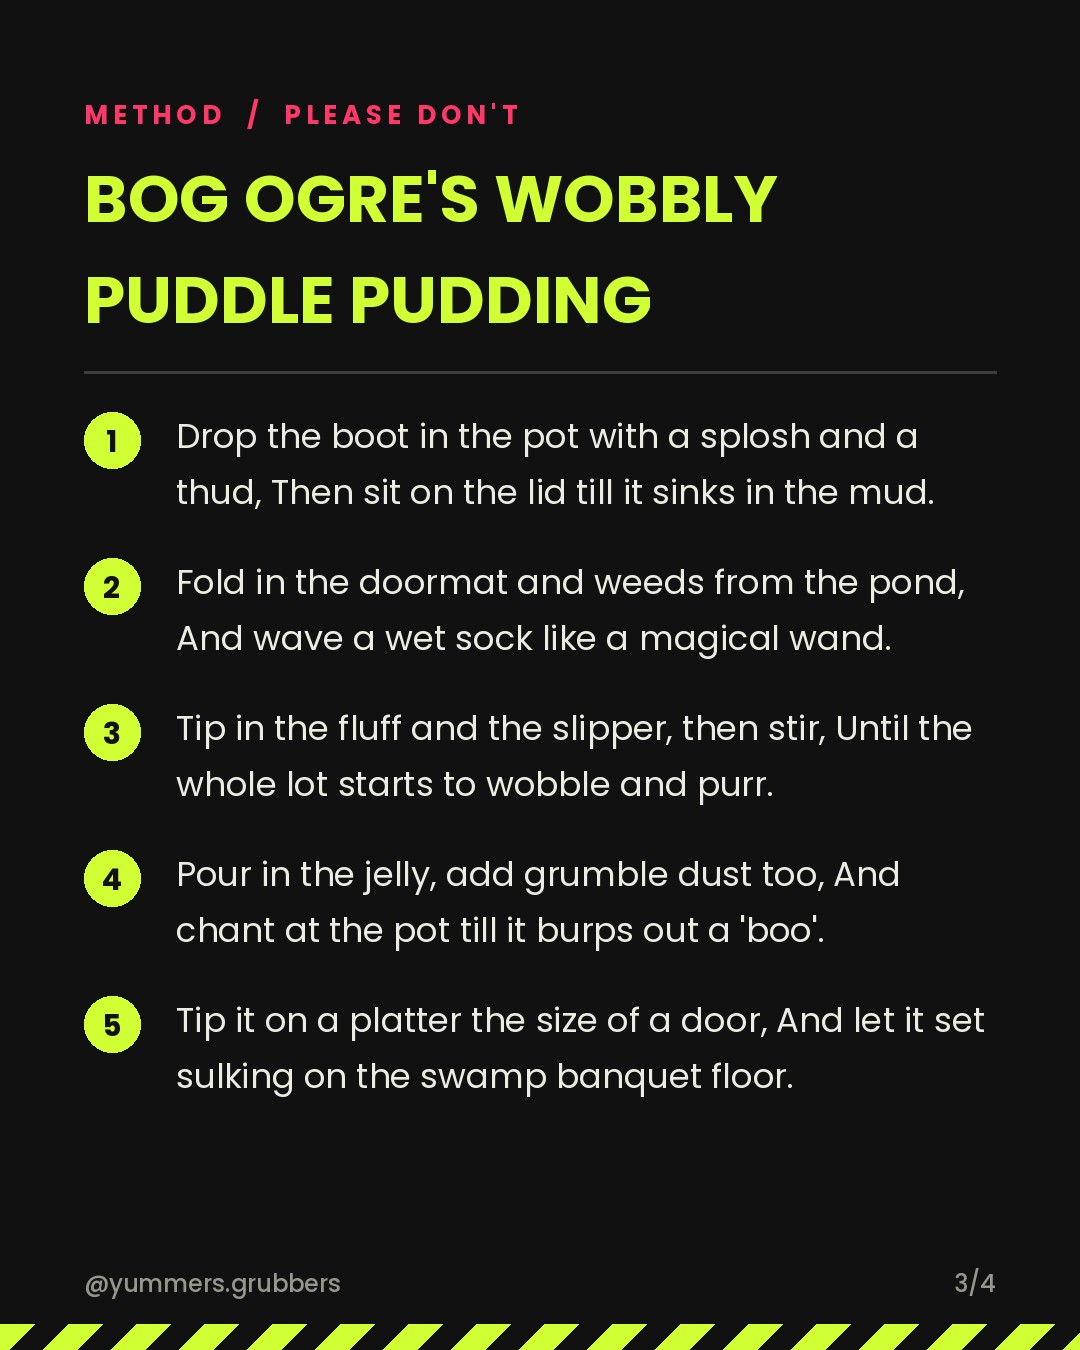 METHOD / PLEASE DON'T
BOG OGRE'S WOBBLY
PUDDLE PUDDING
1 Drop the boot in the pot with a splosh and a
thud, Then sit on the lid till it sinks in the mud.
2 Fold in the doormat and weeds from the pond,
And wave a wet sock like a magical wand.
3 Tip in the fluff and the slipper, then stir, Until the
whole lot starts to wobble and purr.
4 Pour in the jelly, add grumble dust too, And
chant at the pot till it burps out a 'boo'.
5 Tip it on a platter the size of a door, And let it set
sulking on the swamp banquet floor.
@yummers.grubbers 3/4